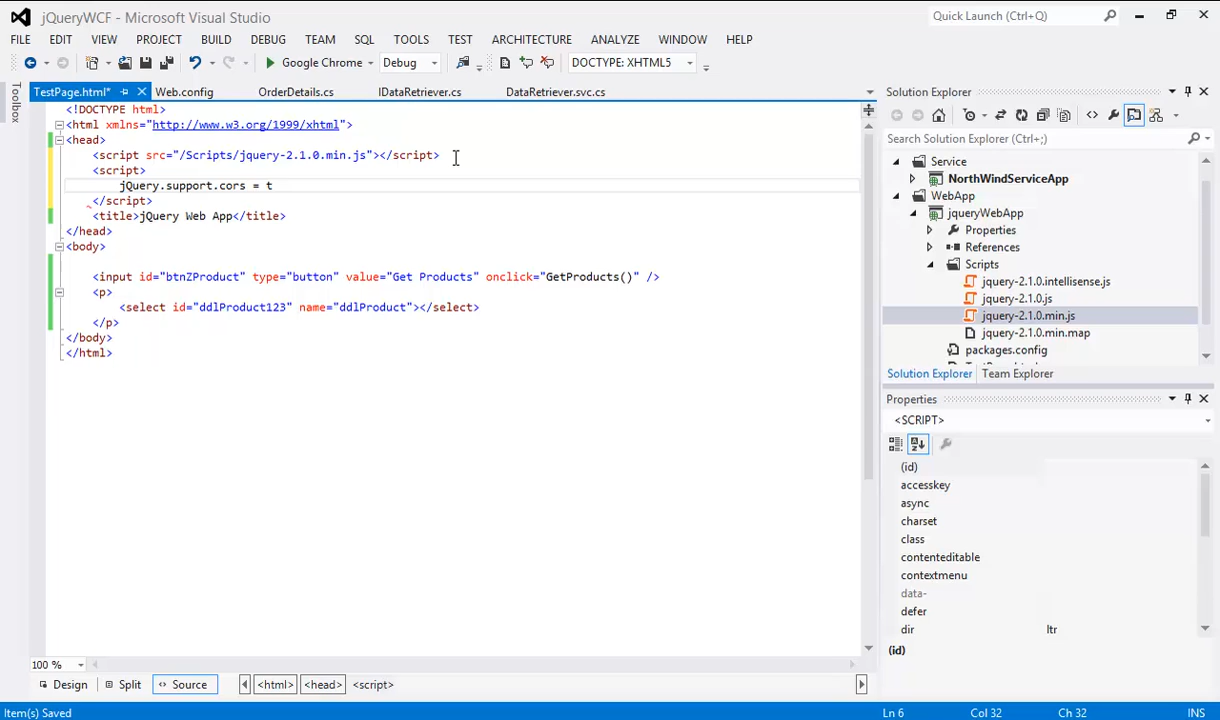 jQueryWCF - Microsoft Visual Studio
Quick Launch (Ctrl+Q)
FILE EDIT VIEW PROJECT BUILD DEBUG TEAM SQL TOOLS TEST ARCHITECTURE ANALYZE WINDOW HELP
Google Chrome Debug DOCTYPE: XHTML5
Toolbox
TestPage.html* Web.config OrderDetails.cs IDataRetriever.cs DataRetriever.svc.cs
<!DOCTYPE html>
<html xmlns="http://www.w3.org/1999/xhtml">
<head>
<script src="/Scripts/jquery-2.1.0.min.js"></script>
<script>
jQuery.support.cors = t
</script>
<title>jQuery Web App</title>
</head>
<body>
<input id="btnZProduct" type="button" value="Get Products" onclick="GetProducts()" />
<p>
<select id="ddlProduct123" name="ddlProduct"></select>
</p>
</body>
</html>
100 %
Design Split Source <html> <head> <script>
Solution Explorer
Search Solution Explorer (Ctrl+;)
Service
NorthWindServiceApp
WebApp
jqueryWebApp
Properties
References
Scripts
jquery-2.1.0.intellisense.js
jquery-2.1.0.js
jquery-2.1.0.min.js
jquery-2.1.0.min.map
packages.config
Solution Explorer Team Explorer
Properties
<SCRIPT>
(id)
accesskey
async
charset
class
contenteditable
contextmenu
data-
defer
dir ltr
(id)
Item(s) Saved Ln 6 Col 32 Ch 32 INS